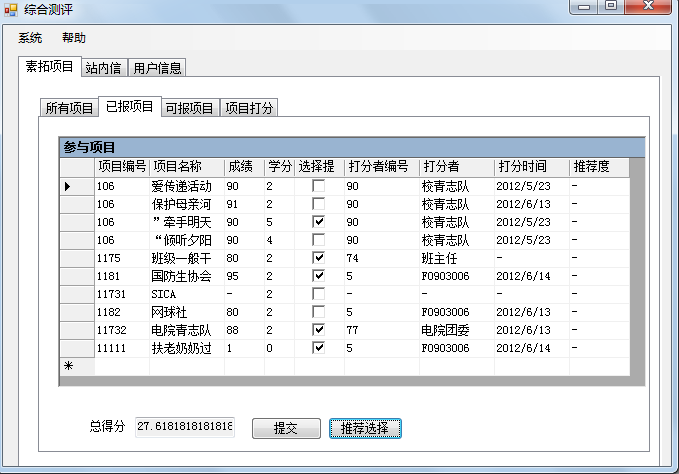 综合测评
系统 帮助
素拓项目 站内信 用户信息
所有项目 已报项目 可报项目 项目打分
参与项目
项目编号 项目名称 成绩 学分 选择提 打分者编号 打分者 打分时间 推荐度
106 爱传递活动 90 2 90 校青志队 2012/5/23 -
106 保护母亲河 91 2 90 校青志队 2012/6/13 -
106 ”牵手明天 90 5 90 校青志队 2012/5/23 -
106 “倾听夕阳 90 4 90 校青志队 2012/5/23 -
1175 班级一般干 80 2 74 班主任 - -
1181 国防生协会 95 2 5 F0903006 2012/6/14 -
11731 SICA - 2 - - - -
1182 网球社 80 2 5 F0903006 2012/6/13 -
11732 电院青志队 88 2 77 电院团委 2012/6/13 -
11111 扶老奶奶过 1 0 5 F0903006 2012/6/14 -
总得分 27.6181818181818 提交 推荐选择